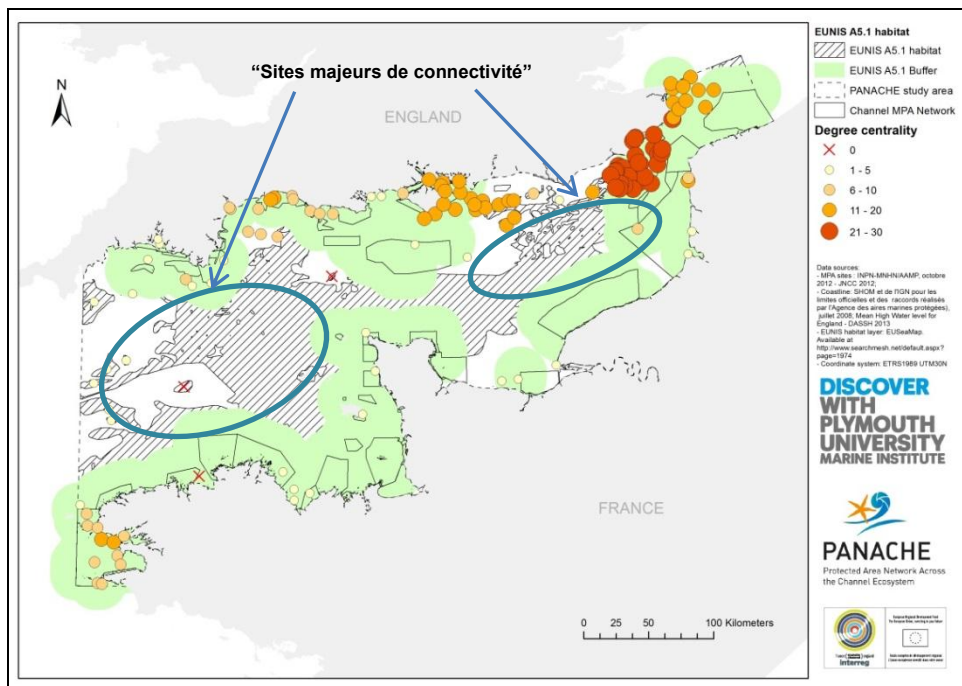 “Sites majeurs de connectivité”
N
ENGLAND
FRANCE
0 25 50 100 Kilometers
EUNIS A5.1 habitat
EUNIS A5.1 habitat
EUNIS A5.1 Buffer
PANACHE study area
Channel MPA Network
Degree centrality
0
1 - 5
6 - 10
11 - 20
21 - 30
Data sources:
- MPA sites : INPN-MNHN/AAMP, octobre
2012 - JNCC 2012;
- Coastline: SHOM et de l'IGN pour les
limites officielles et des raccords réalisés
par l'Agence des aires marines protégées),
juillet 2008; Mean High Water level for
England - DASSH 2013
- EUNIS habitat layer: EUSeaMap.
Available at
http://www.searchmesh.net/default.aspx?
page=1974
- Coordinate system: ETRS1989 UTM30N
DISCOVER
WITH
PLYMOUTH
UNIVERSITY
MARINE INSTITUTE
PANACHE
Protected Area Network Across
the Channel Ecosystem
interreg